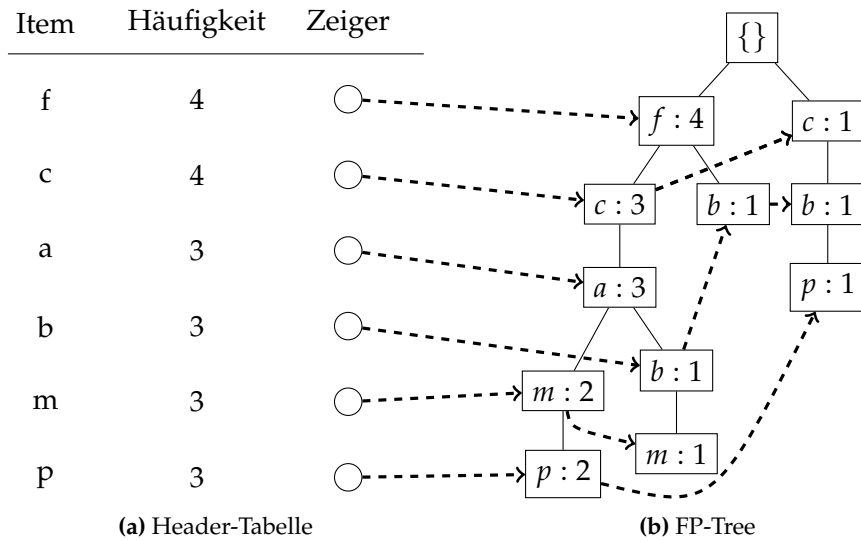 Item Häufigkeit Zeiger
{}
f 4
f : 4
c : 1
c 4
c : 3
b : 1
b : 1
a 3
a : 3
p : 1
b 3
b : 1
m 3
m : 2
m : 1
p 3
p : 2
(a) Header-Tabelle
(b) FP-Tree